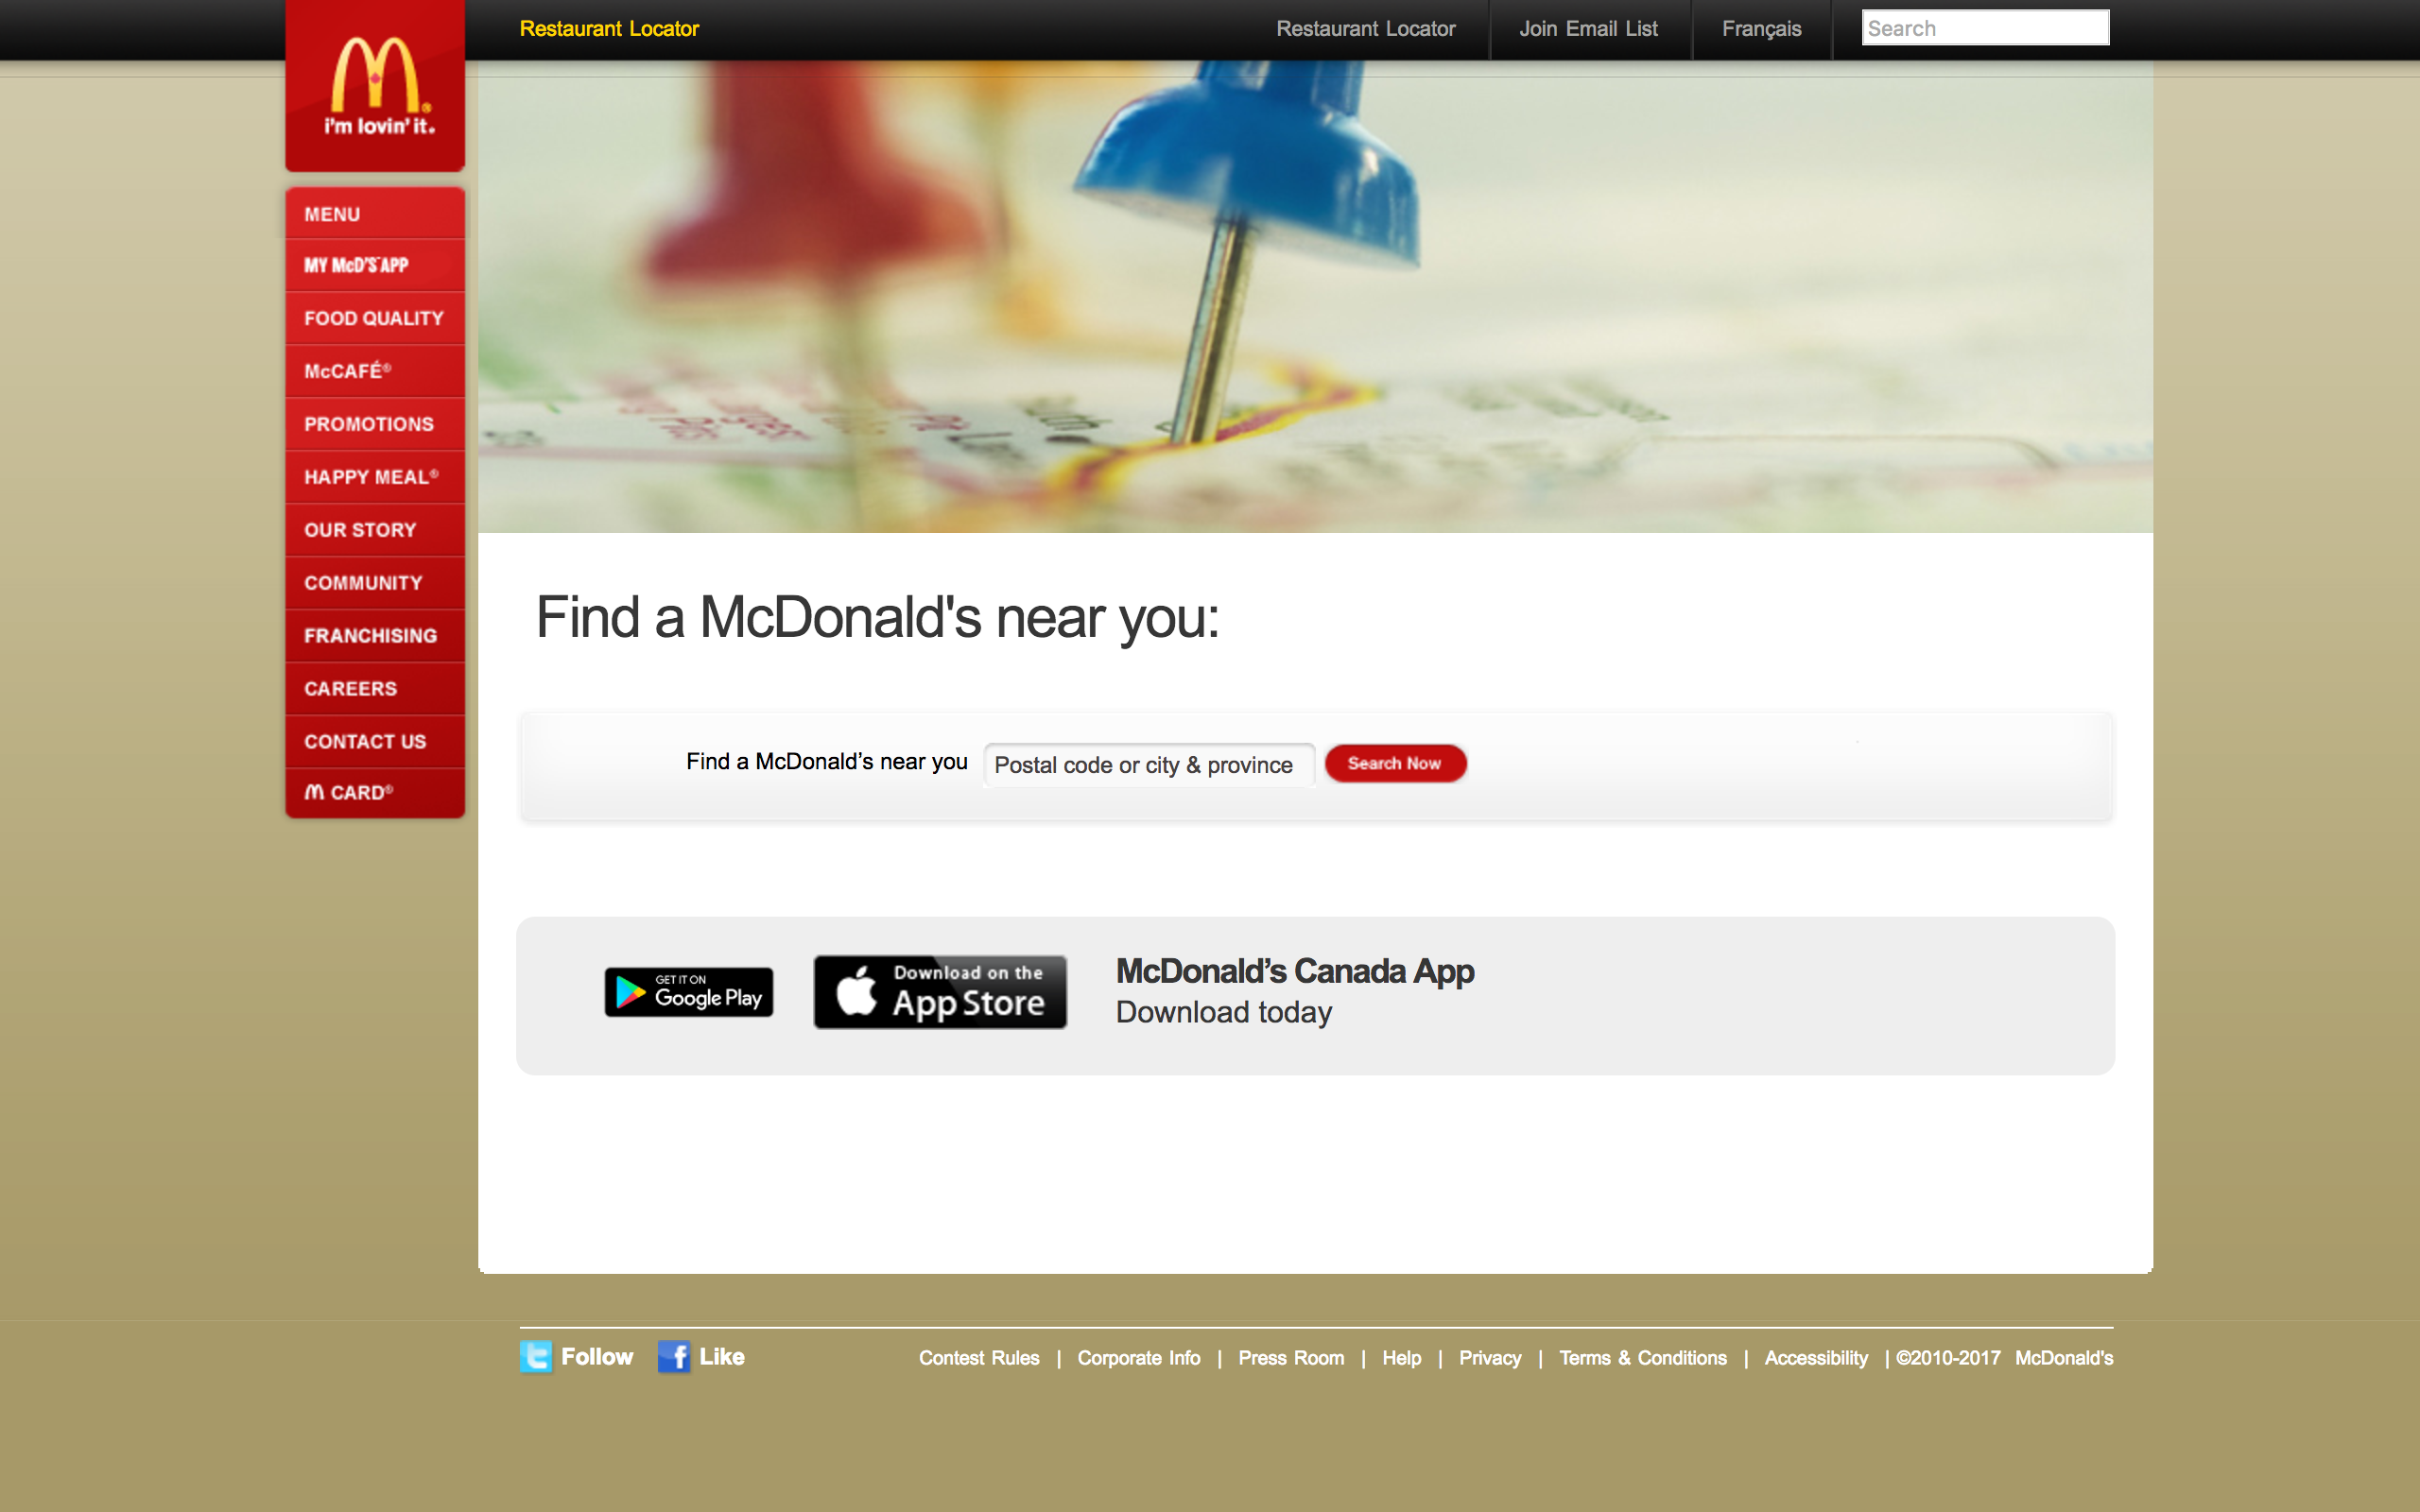 Restaurant Locator
Restaurant Locator
Join Email List
Français
Search
i'm lovin' it.
MENU
MY McD'S™ APP
FOOD QUALITY
McCAFÉ®
PROMOTIONS
HAPPY MEAL®
OUR STORY
COMMUNITY
FRANCHISING
CAREERS
CONTACT US
CARD®
Find a McDonald's near you:
Find a McDonald’s near you
Postal code or city & province
Search Now
GET IT ON
Google Play
Download on the
App Store
McDonald’s Canada App
Download today
Follow
Like
Contest Rules | Corporate Info | Press Room | Help | Privacy | Terms & Conditions | Accessibility | ©2010-2017 McDonald's